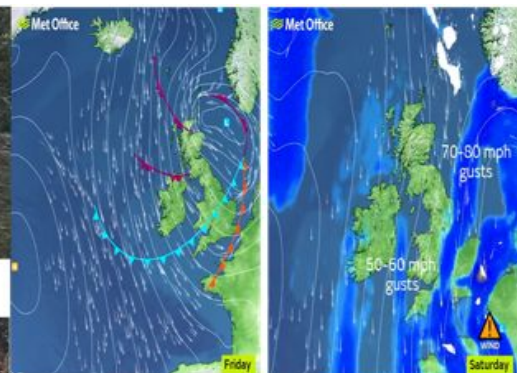 Met Office
Friday
Met Office
70-80 mph
gusts
50-60 mph
gusts
WIND
Saturday